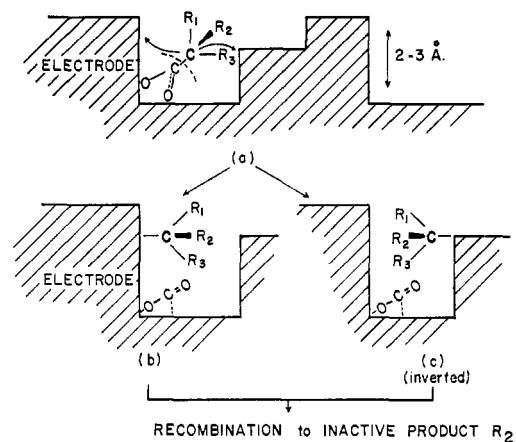 R1
R2
C
R3
ELECTRODE
C
O
O
2-3 Å.
(a)
R1
C
R2
R3
ELECTRODE
O
C
O
(b)
R1
R2
C
R3
O
C
O
(c)
(inverted)
RECOMBINATION to INACTIVE PRODUCT R2